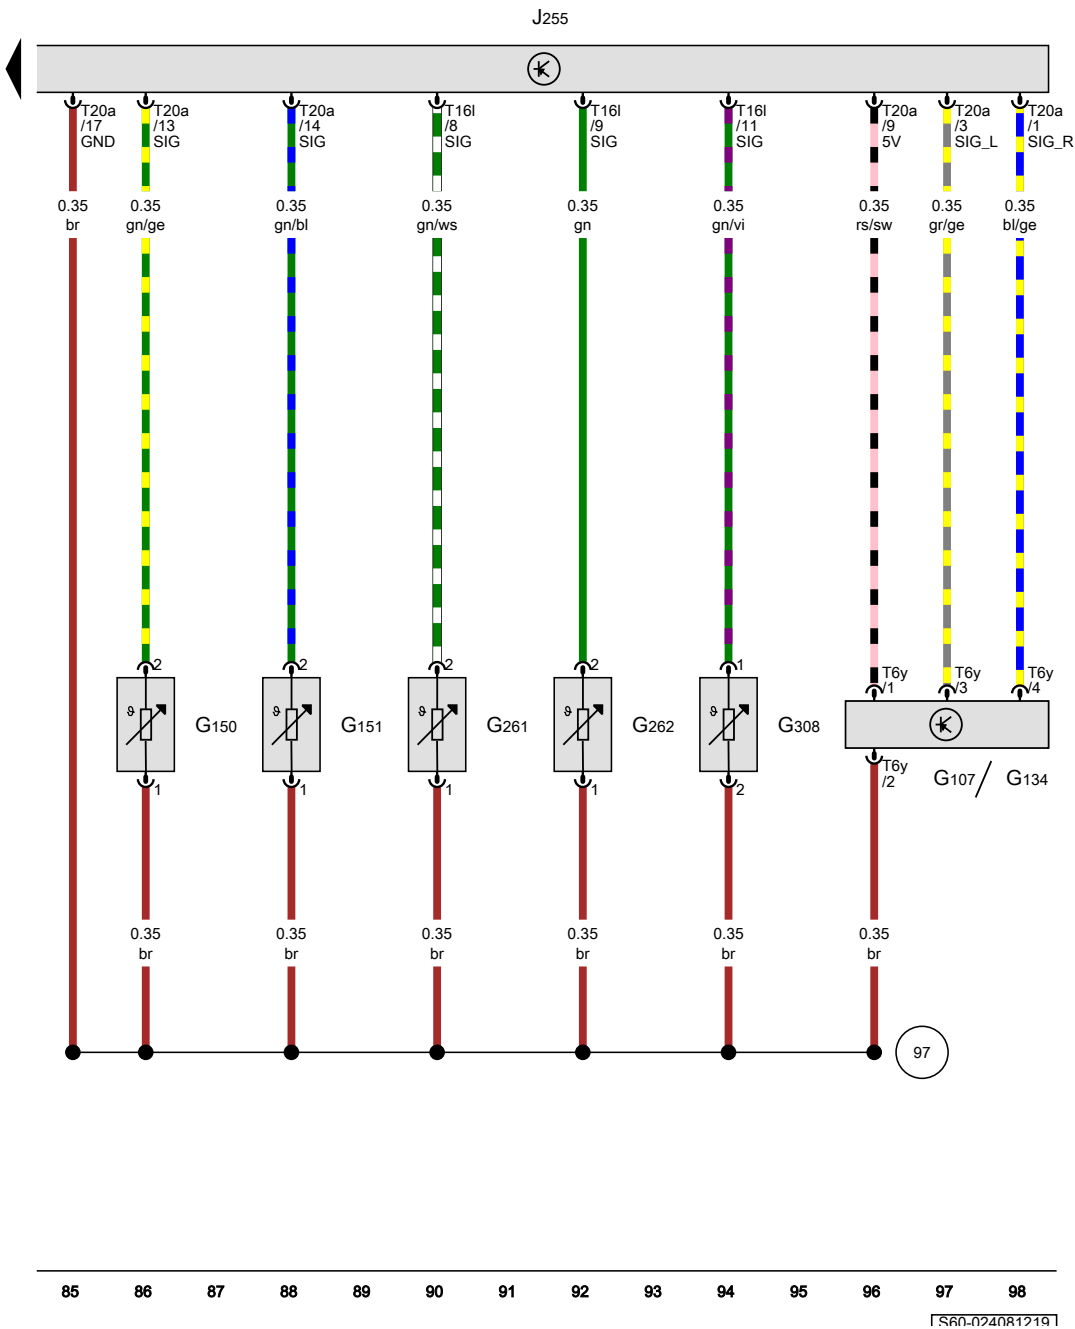 J255
T20a T20a T20a T16l T16l T16l T20a T20a T20a
/17 /13 /14 /8 /9 /11 /9 /3 /1
GND SIG SIG SIG SIG SIG 5V SIG_L SIG_R
0.35 0.35 0.35 0.35 0.35 0.35 0.35 0.35 0.35
br gn/ge gn/bl gn/ws gn gn/vi rs/sw gr/ge bl/ge
2 2 2 2 1 T6y T6y T6y
/1 /3 /4
ϑ G150 ϑ G151 ϑ G261 ϑ G262 ϑ G308
T6y
/2 G107 / G134
1 1 1 1 2
0.35 0.35 0.35 0.35 0.35 0.35
br br br br br br
97
85 86 87 88 89 90 91 92 93 94 95 96 97 98
S60-024081219